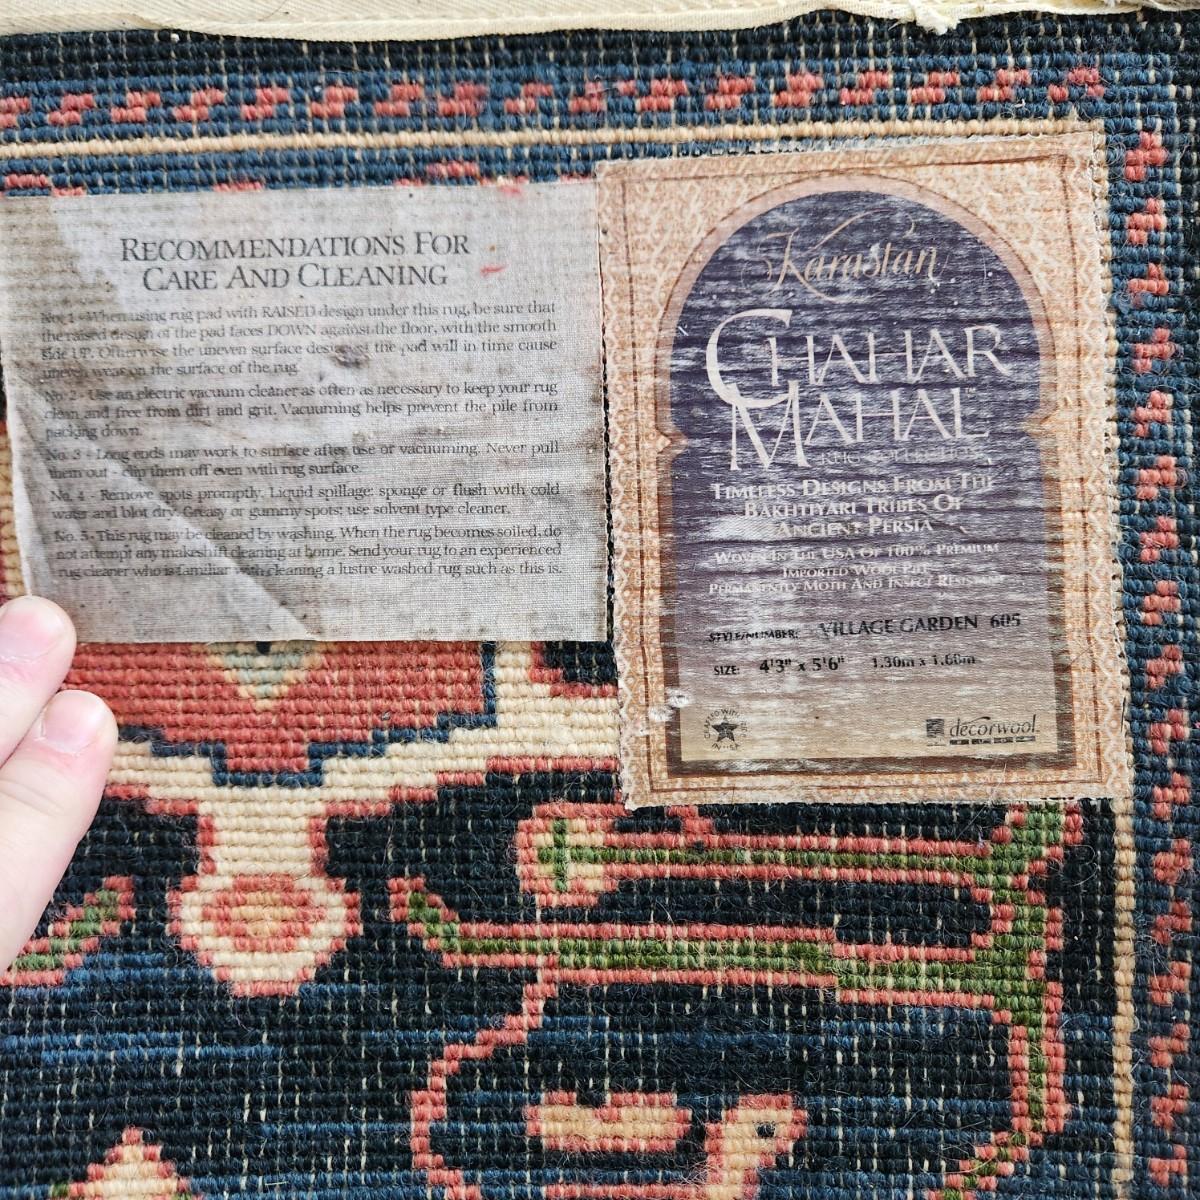 RECOMMENDATIONS FOR
CARE AND CLEANING
No. 1 - When using rug pad with RAISED design under this rug, be sure that
the raised design of the pad faces DOWN against the floor, with the smooth
side UP. Otherwise the uneven surface design of the pad will in time cause
uneven wear on the surface of the rug.
No. 2 - Use an electric vacuum cleaner as often as necessary to keep your rug
clean and free from dirt and grit. Vacuuming helps prevent the pile from
packing down.
No. 3 - Long ends may work to surface after use or vacuuming. Never pull
them out - clip them off even with rug surface.
No. 4 - Remove spots promptly. Liquid spillage: sponge or flush with cold
water and blot dry. Greasy or gummy spots: use solvent type cleaner.
No. 5 - This rug may be cleaned by washing. When the rug becomes soiled, do
not attempt any makeshift cleaning at home. Send your rug to an experienced
rug cleaner who is familiar with cleaning a lustre washed rug such as this is.
Karastan
CHAHAR
MAHAL™
RUG COLLECTION
TIMELESS DESIGNS FROM THE
BAKHTIYARI TRIBES OF
ANCIENT PERSIA
WOVEN IN THE USA OF 100% PREMIUM
IMPORTED WOOL PILE
PERMANENTLY MOTH AND INSECT RESISTANT
STYLE/NUMBER: VILLAGE GARDEN 605
SIZE: 4'3" x 5'6" 1.30m x 1.60m
CRAFTED WITH
decorwool